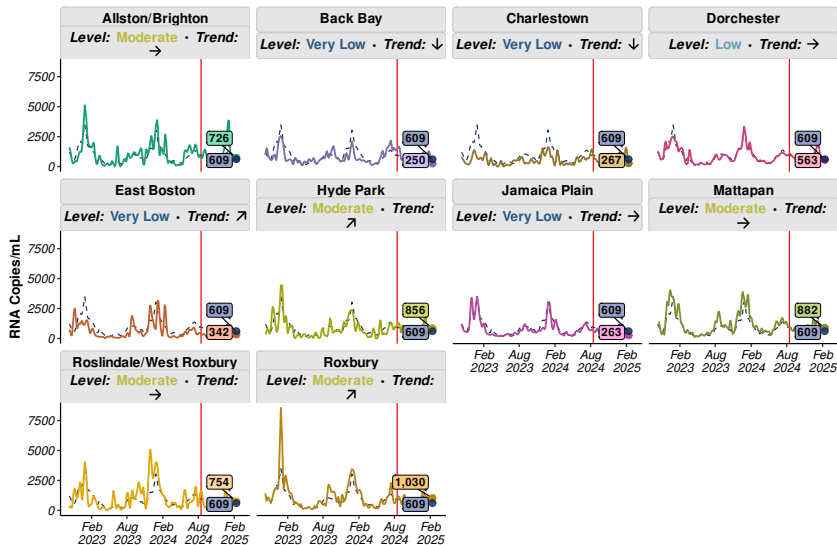 Allston/Brighton
Level: Moderate · Trend:
→
Back Bay
Level: Very Low · Trend: ↓
Charlestown
Level: Very Low · Trend: ↓
Dorchester
Level: Low · Trend: →
7500
5000
2500
0
726
609
609
250
609
267
609
563
East Boston
Level: Very Low · Trend: ↗
Hyde Park
Level: Moderate · Trend:
↗
Jamaica Plain
Level: Very Low · Trend: →
Mattapan
Level: Moderate · Trend:
→
RNA Copies/mL
7500
5000
2500
0
609
342
856
609
609
263
882
609
Feb 2023
Aug 2023
Feb 2024
Aug 2024
Feb 2025
Feb 2023
Aug 2023
Feb 2024
Aug 2024
Feb 2025
Roslindale/West Roxbury
Level: Moderate · Trend:
→
Roxbury
Level: Moderate · Trend:
↗
7500
5000
2500
0
754
609
1,030
609
Feb 2023
Aug 2023
Feb 2024
Aug 2024
Feb 2025
Feb 2023
Aug 2023
Feb 2024
Aug 2024
Feb 2025